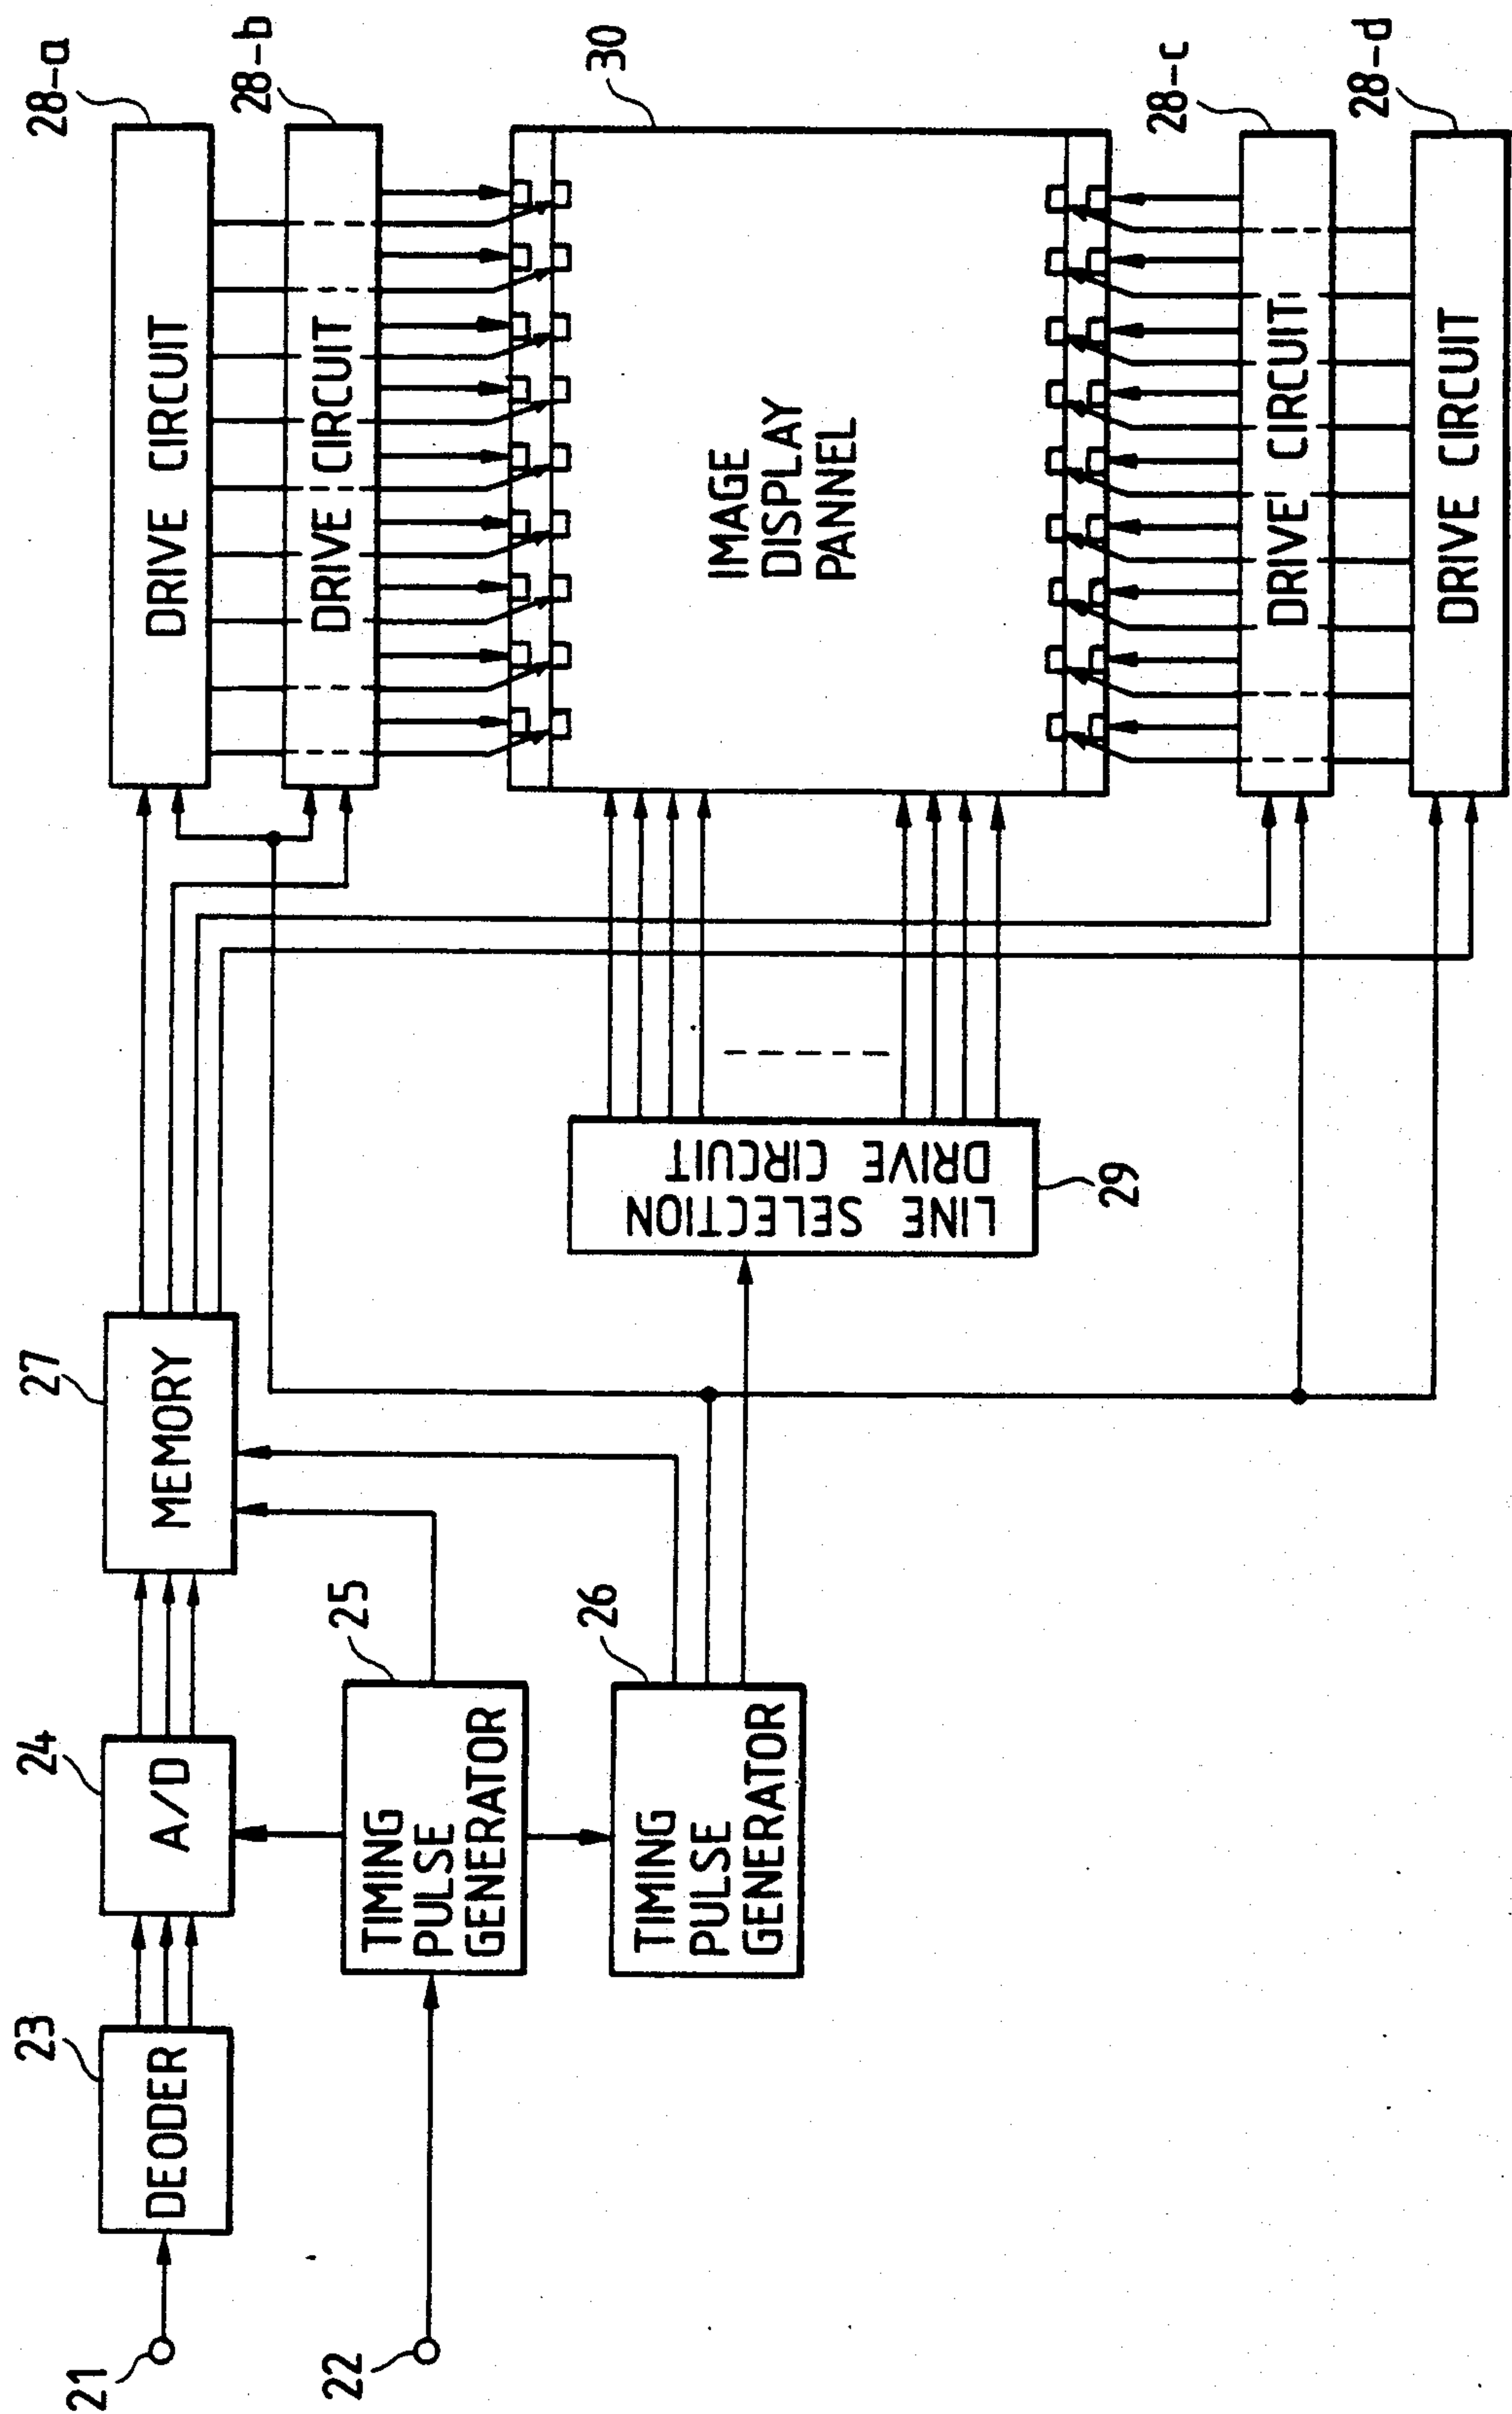 21
DEODER
23
A/D
24
MEMORY
27
DRIVE CIRCUIT
28-a
DRIVE CIRCUIT
28-b
22
TIMING
PULSE
GENERATOR
25
TIMING
PULSE
GENERATOR
26
LINE SELECTION
DRIVE CIRCUIT
29
IMAGE
DISPLAY
PANNEL
30
DRIVE CIRCUIT
28-c
DRIVE CIRCUIT
28-d